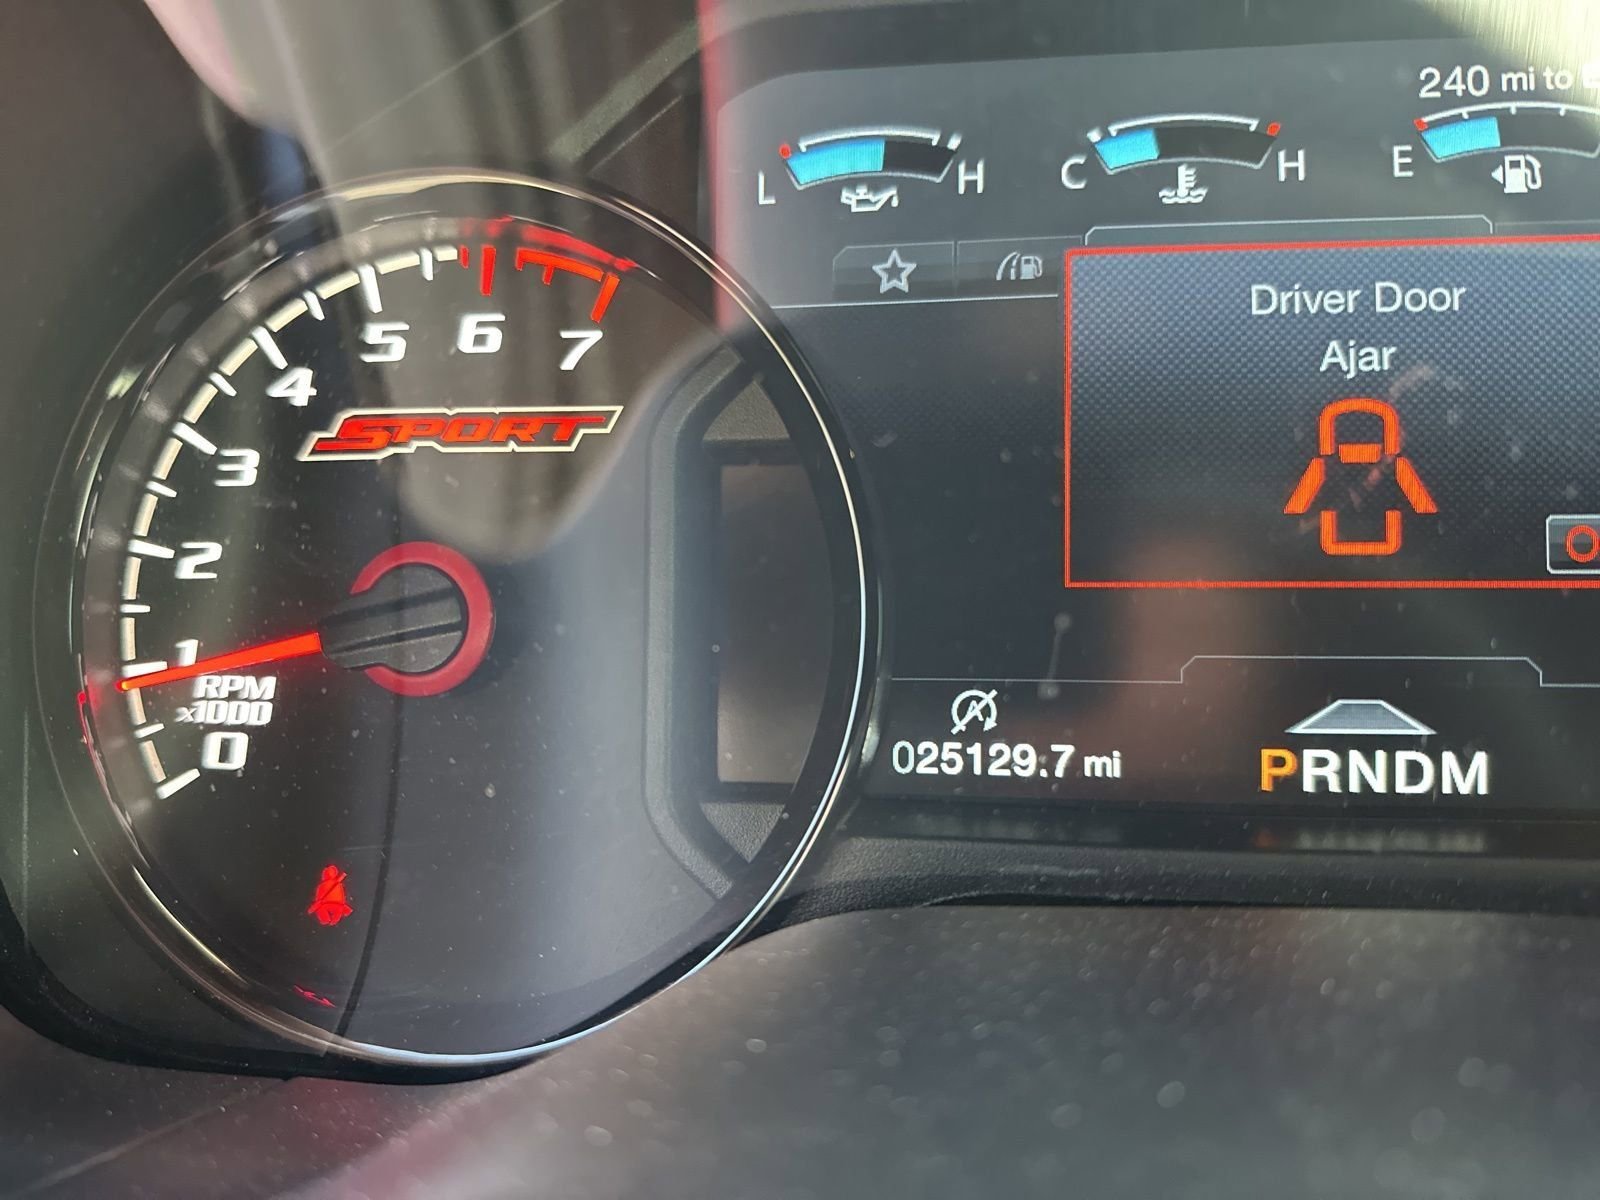 240 mi to
L H
C H
E
Driver Door
Ajar
O
5 6 7
4
SPORT
3
2
1
RPM
x1000
0
025129.7 mi
PRNDM